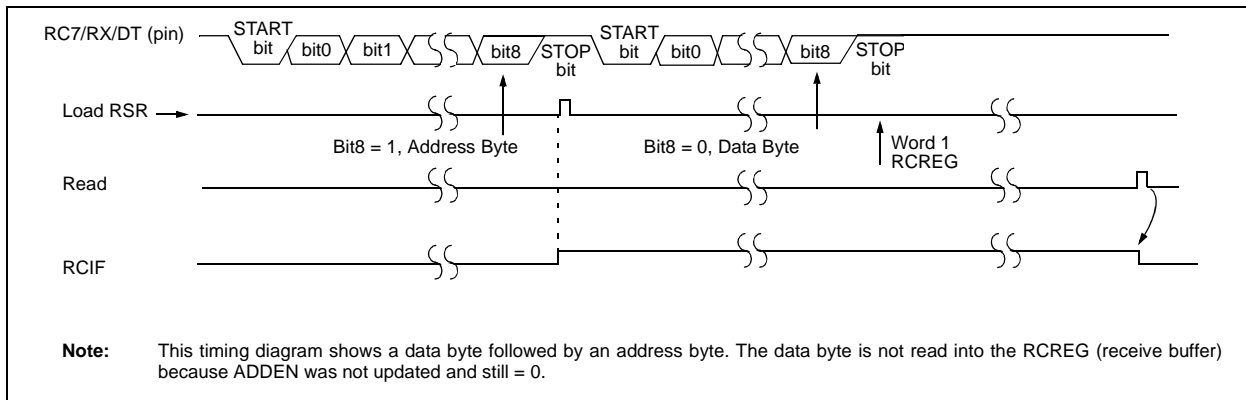 RC7/RX/DT (pin)
START
bit
bit0
bit1
bit8
STOP
bit
START
bit
bit0
bit8
STOP
bit
Load RSR
Bit8 = 1, Address Byte
Bit8 = 0, Data Byte
Word 1
RCREG
Read
RCIF
Note: This timing diagram shows a data byte followed by an address byte. The data byte is not read into the RCREG (receive buffer)
because ADDEN was not updated and still = 0.